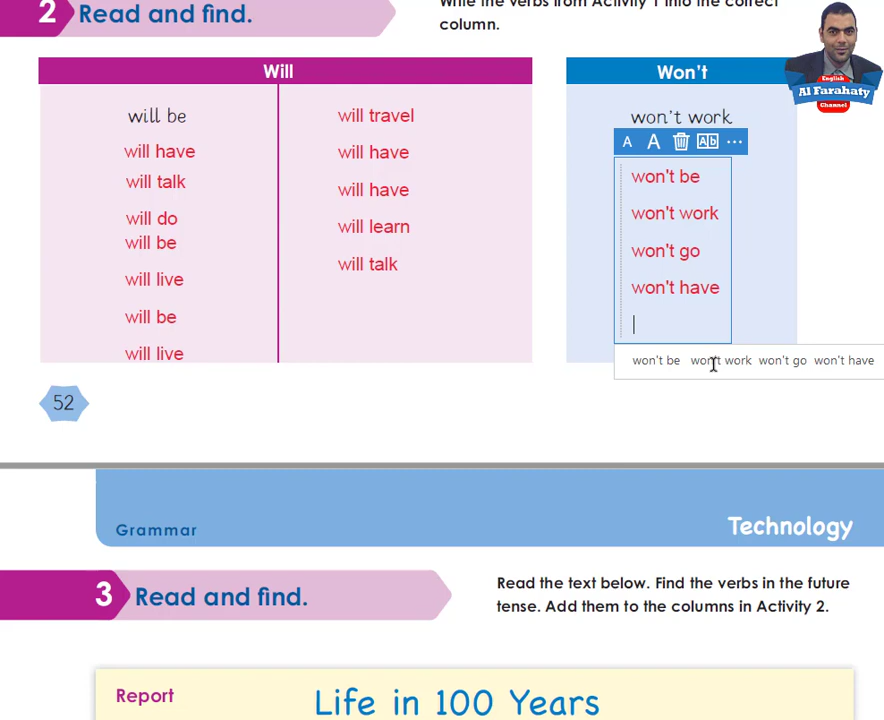 2 Read and find.
Write the verbs from Activity 1 into the correct
column.
English
Al Farahaty
Channel
Will
will be
will have
will talk
will do
will be
will live
will be
will live
will travel
will have
will have
will learn
will talk
Won't
won't work
A A Ab ...
won't be
won't work
won't go
won't have
won't be won't work won't go won't have
52
Grammar
Technology
3 Read and find.
Read the text below. Find the verbs in the future
tense. Add them to the columns in Activity 2.
Report
Life in 100 Years